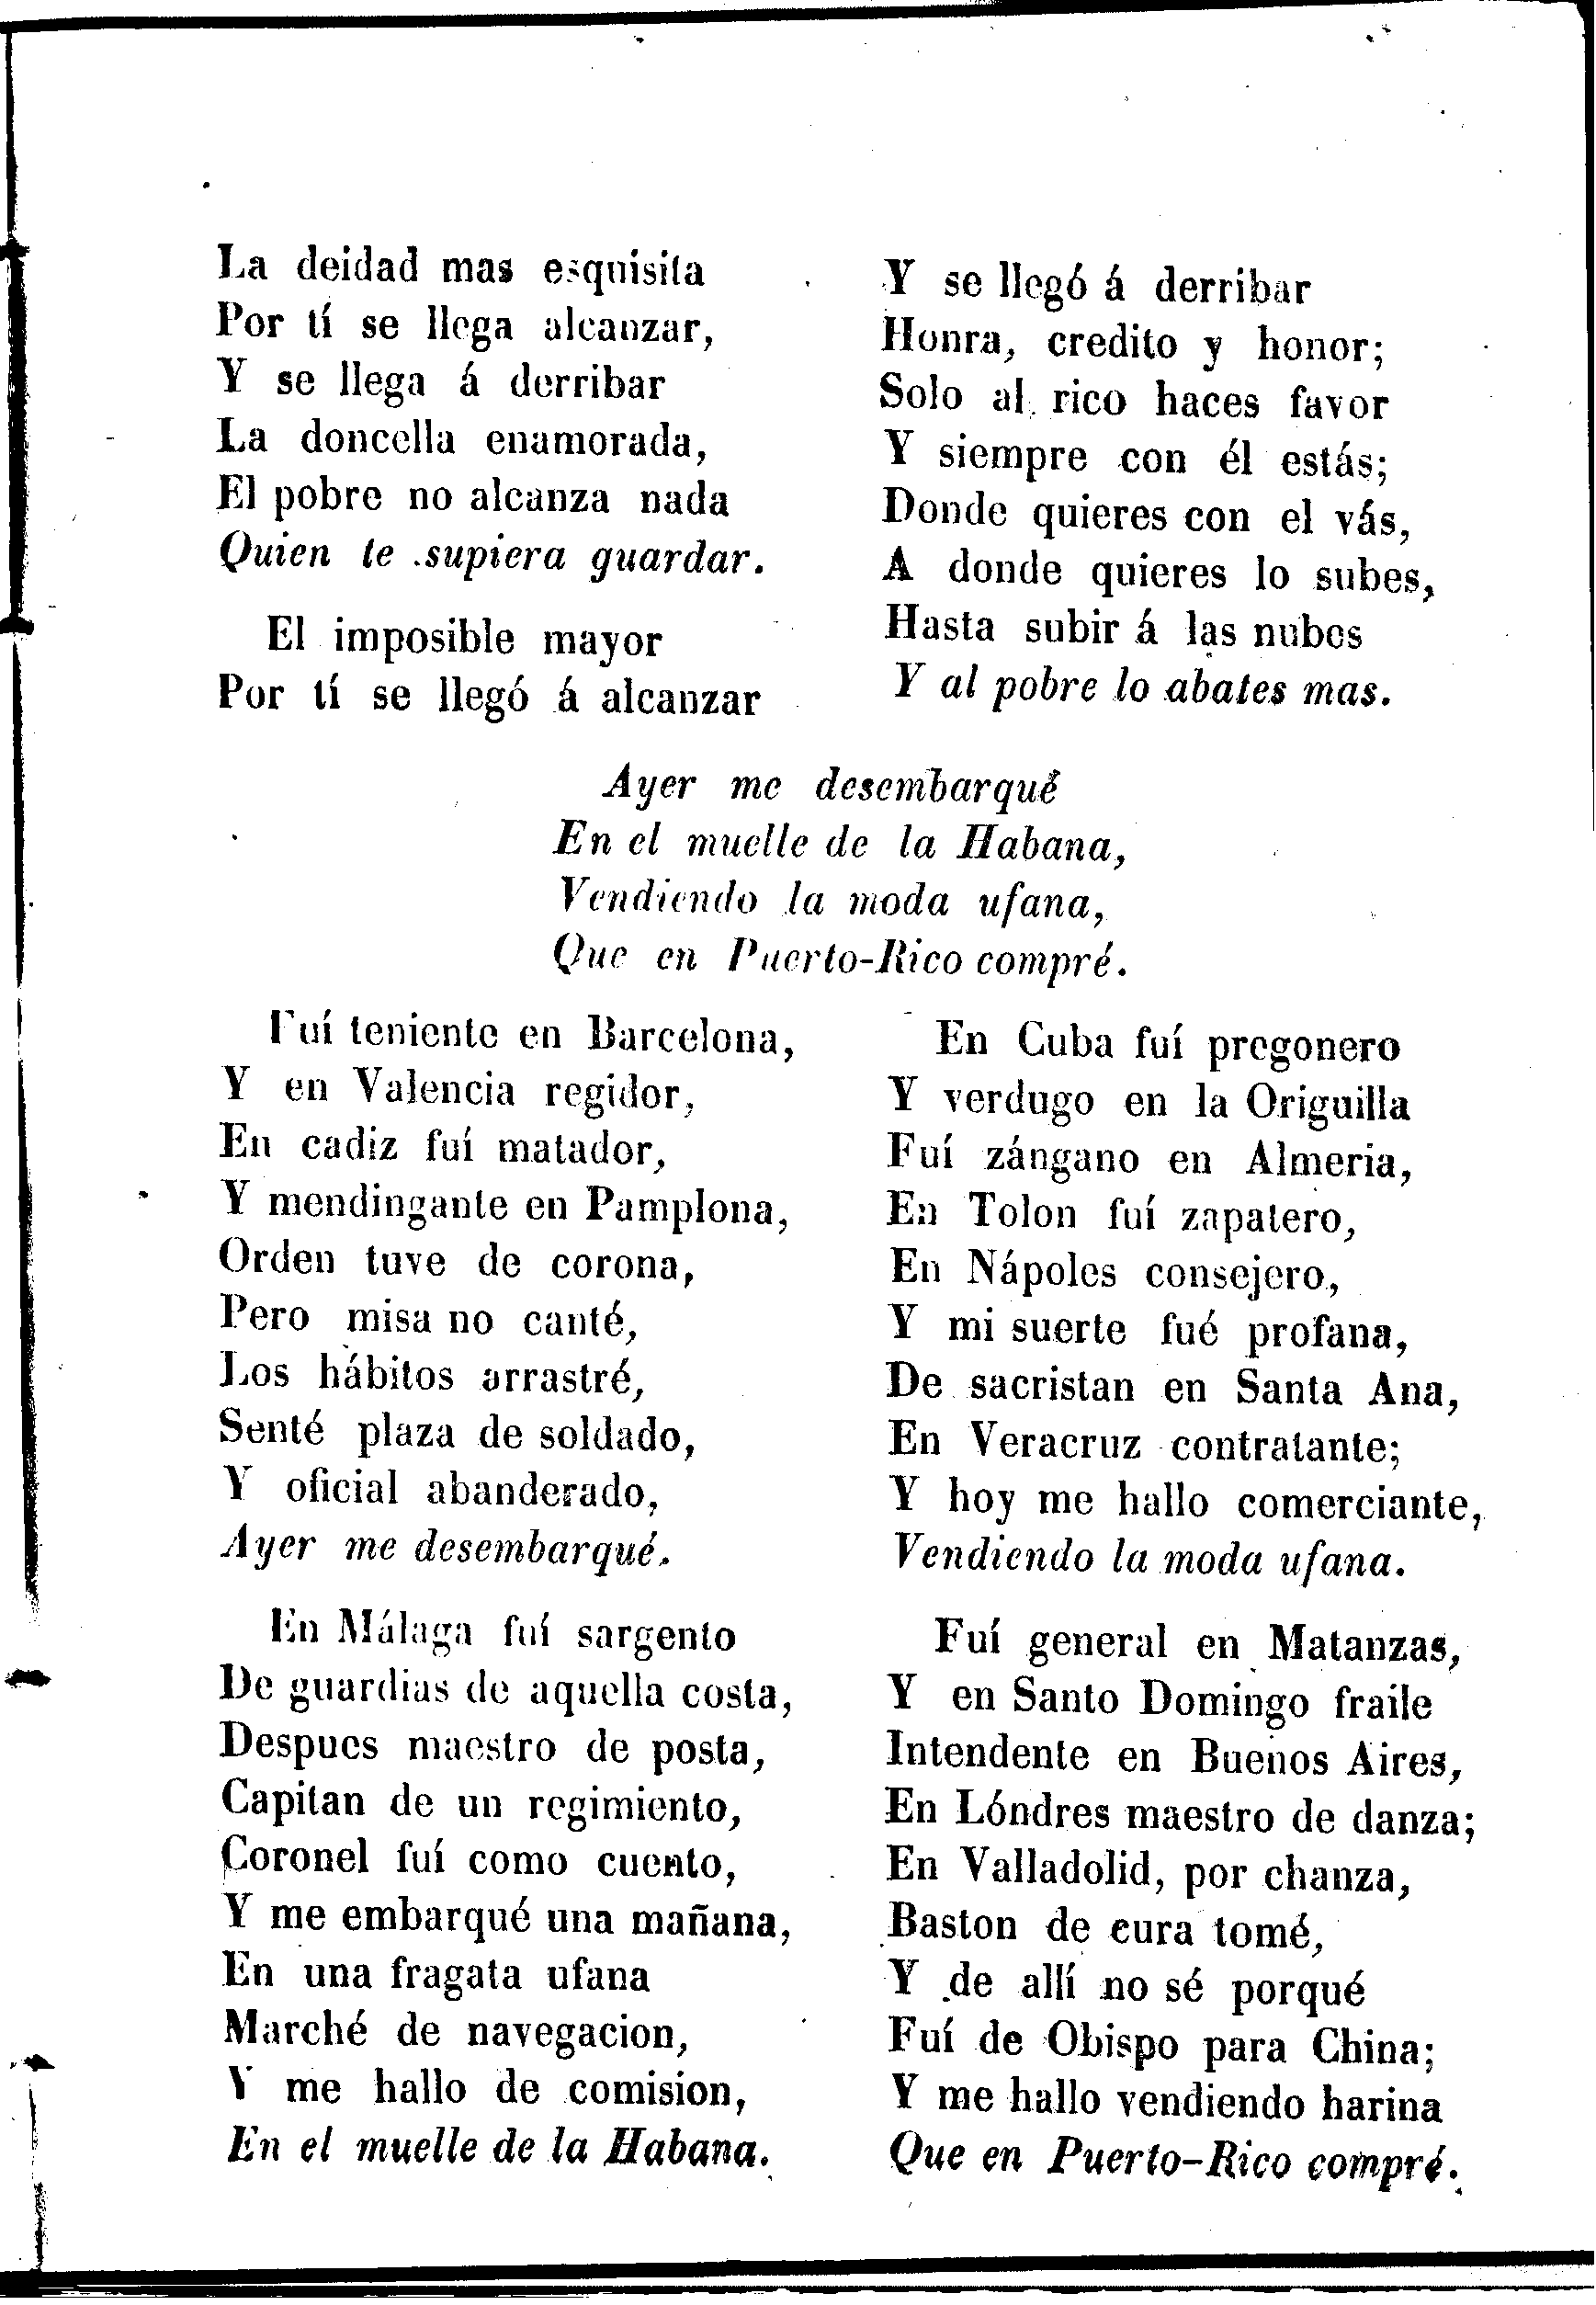 La deidad mas esquisita
Por tí se llega alcanzar,
Y se llega á derribar
La doncella enamorada,
El pobre no alcanza nada
Quien te supiera guardar.
El imposible mayor
Por tí se llegó á alcanzar
Y se llegó á derribar
Honra, credito y honor;
Solo al rico haces favor
Y siempre con él estás;
Donde quieres con el vás,
A donde quieres lo subes,
Hasta subir á las nubes
Y al pobre lo abates mas.
Ayer me desembarqué
En el muelle de la Habana,
Vendiendo la moda ufana,
Que en Puerto-Rico compré.
Fuí teniente en Barcelona,
Y en Valencia regidor,
En cadiz fuí matador,
Y mendingante en Pamplona,
Orden tuve de corona,
Pero misa no canté,
Los hábitos arrastré,
Senté plaza de soldado,
Y oficial abanderado,
Ayer me desembarqué.
En Málaga fuí sargento
De guardias de aquella costa,
Despues maestro de posta,
Capitan de un regimiento,
Coronel fuí como cuento,
Y me embarqué una mañana,
En una fragata ufana
Marché de navegacion,
Y me hallo de comision,
En el muelle de la Habana.
En Cuba fuí pregonero
Y verdugo en la Origuilla
Fuí zángano en Almeria,
En Tolon fuí zapatero,
En Nápoles consejero,
Y mi suerte fué profana,
De sacristan en Santa Ana,
En Veracruz contratante;
Y hoy me hallo comerciante,
Vendiendo la moda ufana.
Fuí general en Matanzas,
Y en Santo Domingo fraile
Intendente en Buenos Aires,
En Lóndres maestro de danza;
En Valladolid, por chanza,
Baston de cura tomé,
Y de allí no sé porqué
Fuí de Obispo para China;
Y me hallo vendiendo harina
Que en Puerto-Rico compré.